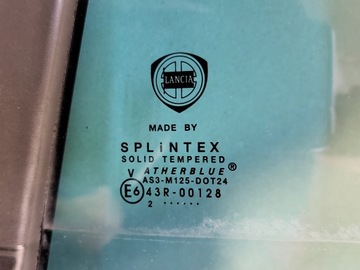 LANCIA
MADE BY
SPLiNTEX
SOLID TEMPERED
V ATHERBLUE®
AS3-M125-DOT24
E6 43R-00128
2 ······